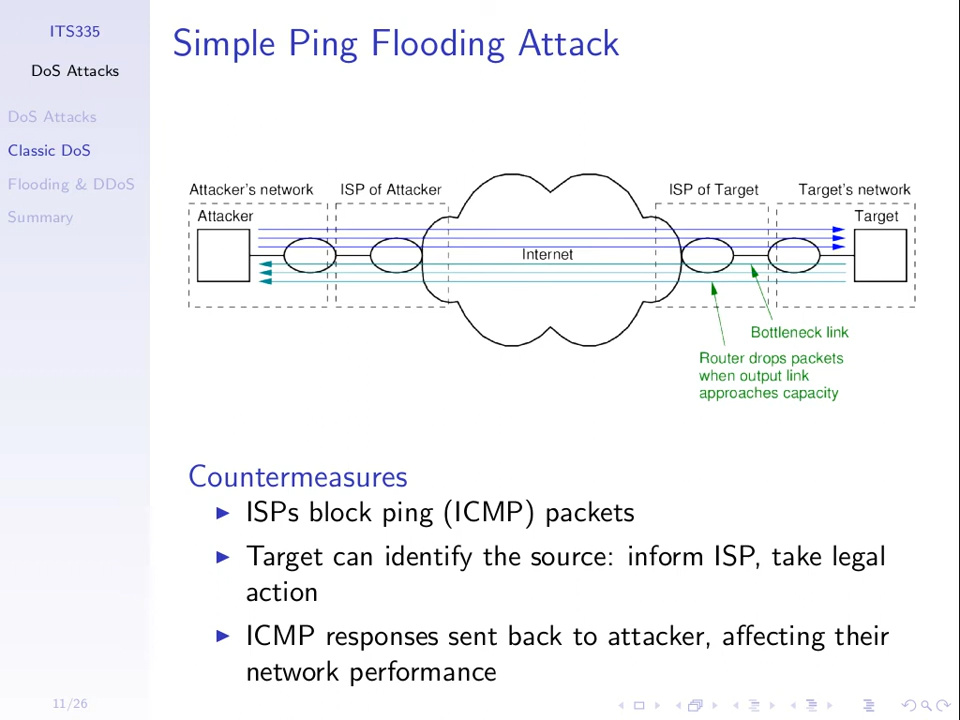 ITS335
DoS Attacks
DoS Attacks
Classic DoS
Flooding & DDoS
Summary
Simple Ping Flooding Attack
Attacker's network
ISP of Attacker
ISP of Target
Target's network
Attacker
Target
Internet
Bottleneck link
Router drops packets
when output link
approaches capacity
Countermeasures
ISPs block ping (ICMP) packets
Target can identify the source: inform ISP, take legal
action
ICMP responses sent back to attacker, affecting their
network performance
11/26